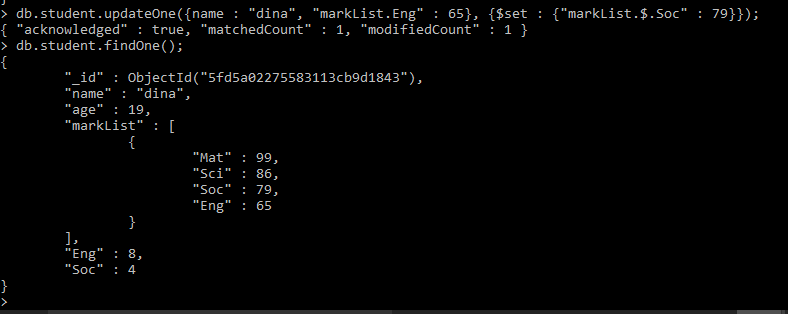 >
> db.student.updateOne({name : "dina", "markList.Eng" : 65}, {$set : {"markList.$.Soc" : 79}});
{ "acknowledged" : true, "matchedCount" : 1, "modifiedCount" : 1 }
> db.student.findOne();
{
        "_id" : ObjectId("5fd5a02275583113cb9d1843"),
        "name" : "dina",
        "age" : 19,
        "markList" : [
                {
                        "Mat" : 99,
                        "Sci" : 86,
                        "Soc" : 79,
                        "Eng" : 65
                }
        ],
        "Eng" : 8,
        "Soc" : 4
}
>